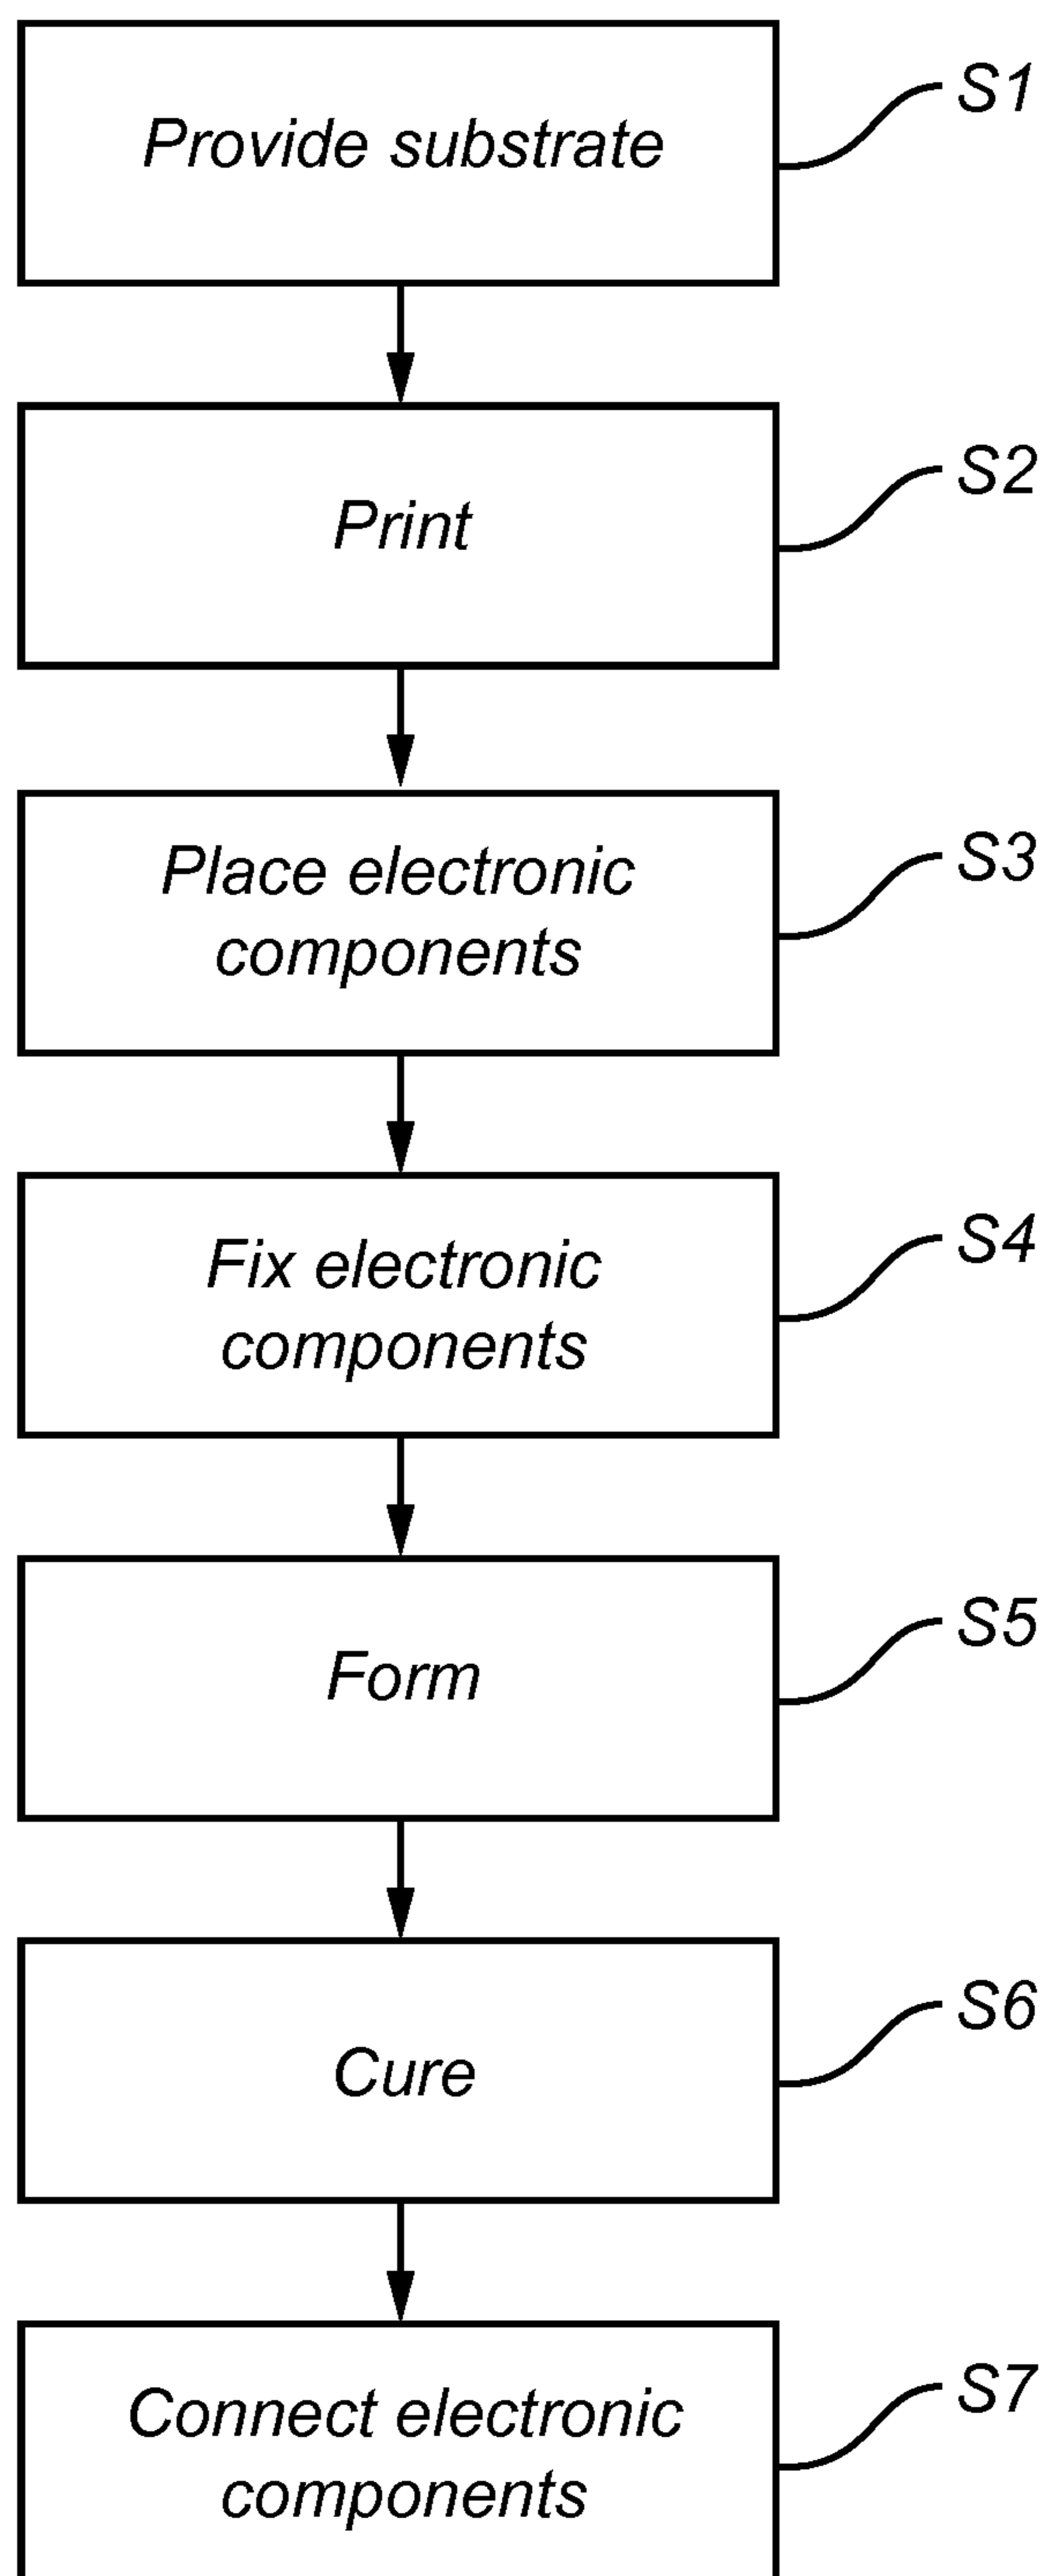 Provide substrate
S1
Print
S2
Place electronic
components
S3
Fix electronic
components
S4
Form
S5
Cure
S6
Connect electronic
components
S7